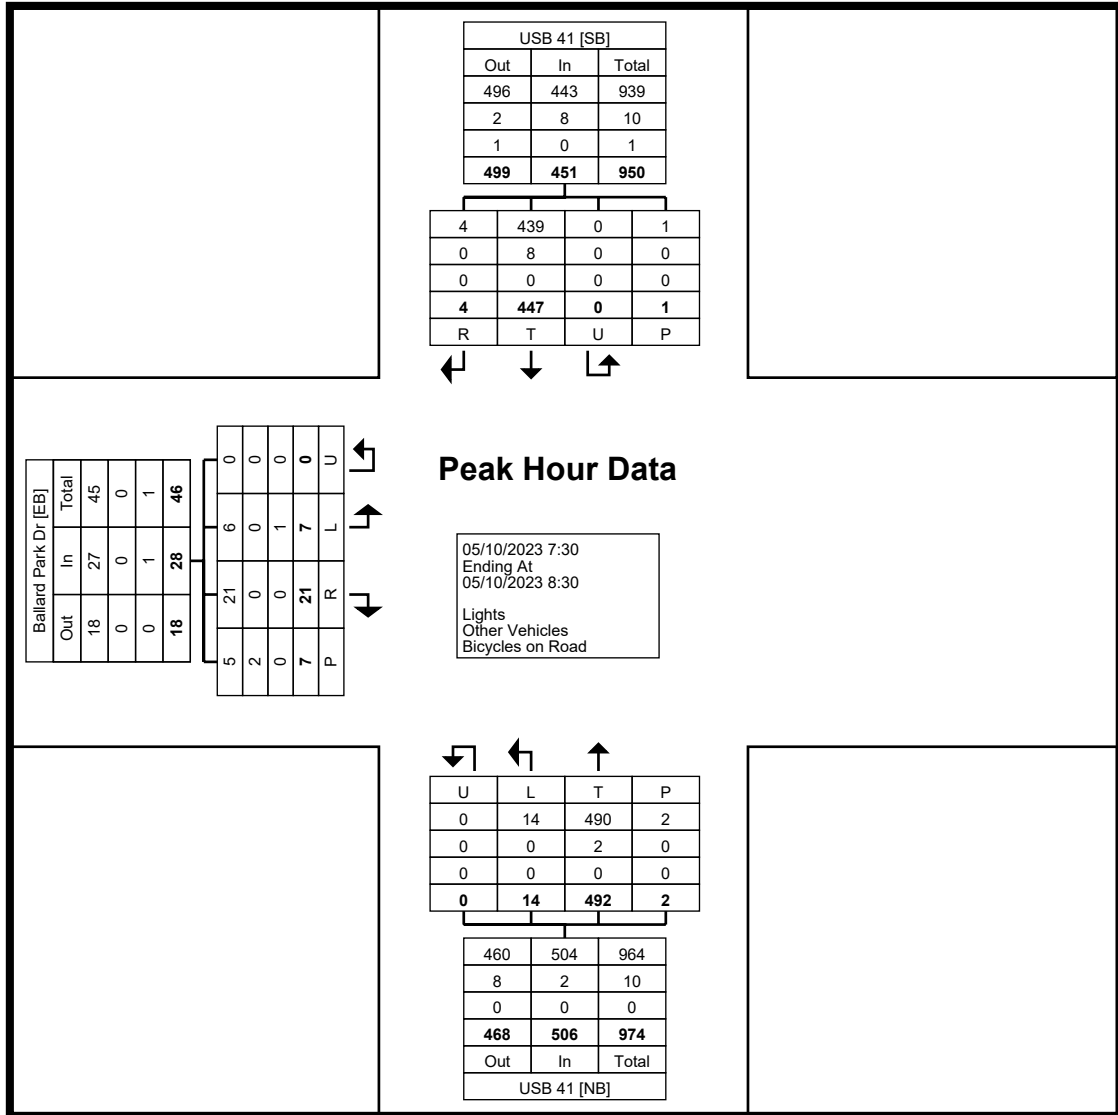 USB 41 [SB]
Out In Total
496 443 939
2 8 10
1 0 1
499 451 950
4 439 0 1
0 8 0 0
0 0 0 0
4 447 0 1
R T U P
Ballard Park Dr [EB]
Out In Total
18 27 45
0 0 0
0 1 1
18 28 46
5 21 6 0
2 0 0 0
0 0 1 0
7 21 7 0
P R L U
Peak Hour Data
05/10/2023 7:30
Ending At
05/10/2023 8:30
Lights
Other Vehicles
Bicycles on Road
U L T P
0 14 490 2
0 0 2 0
0 0 0 0
0 14 492 2
460 504 964
8 2 10
0 0 0
468 506 974
Out In Total
USB 41 [NB]